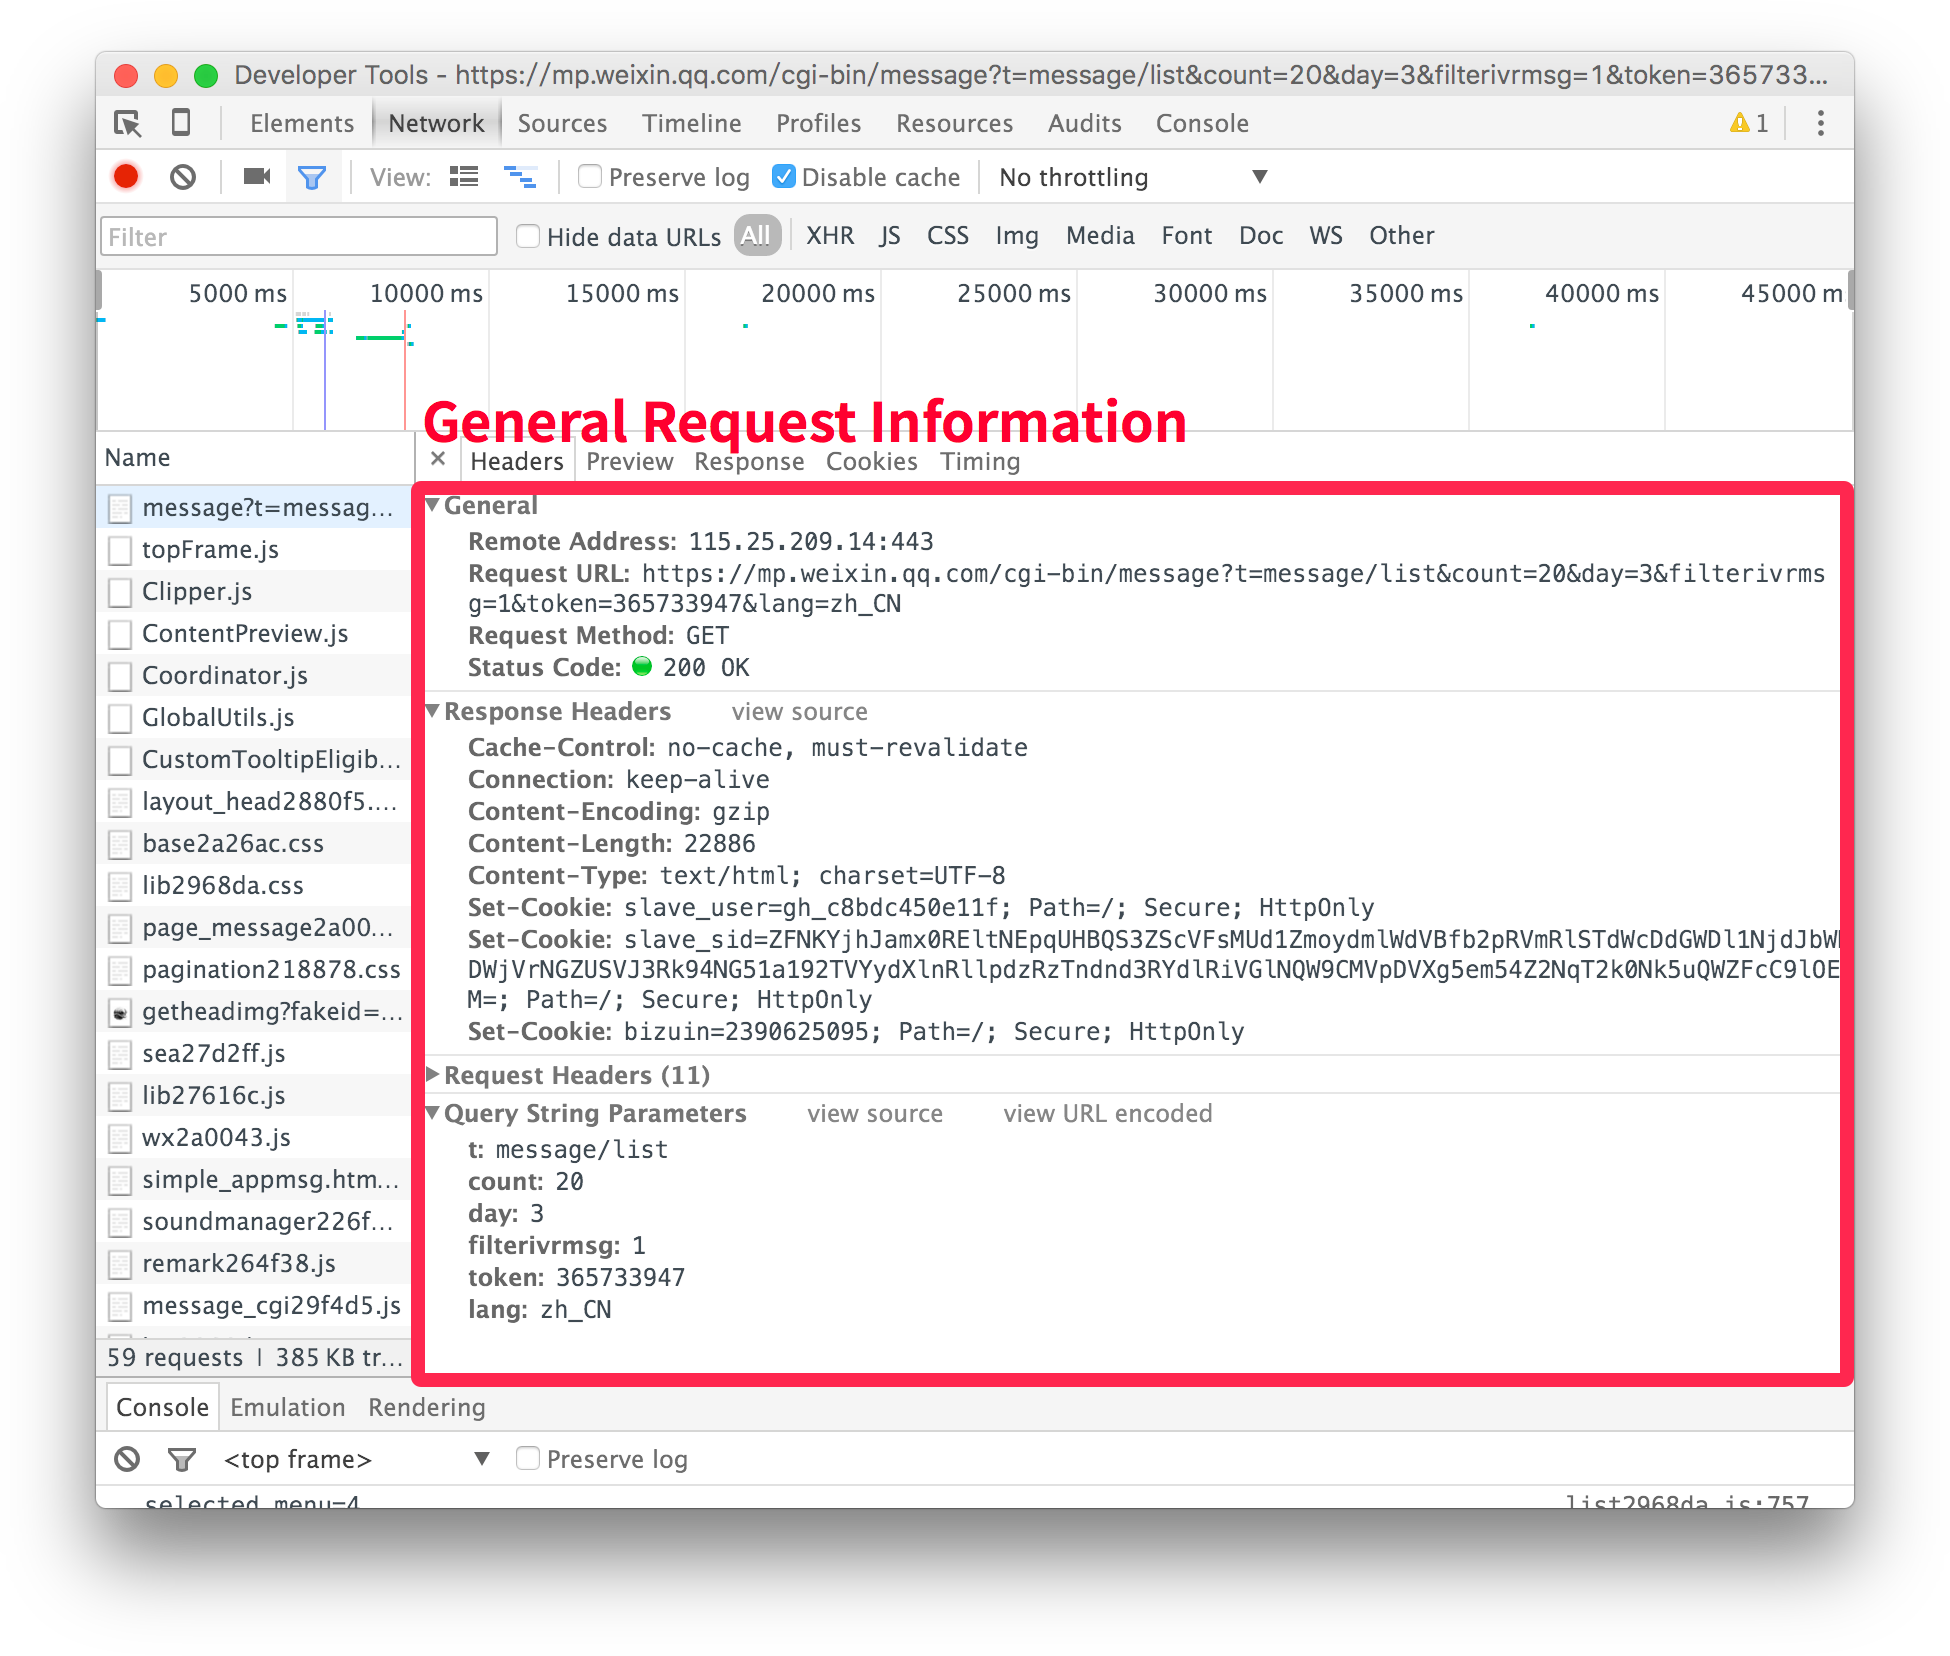 Developer Tools - https://mp.weixin.qq.com/cgi-bin/message?t=message/list&count=20&day=3&filterivrmsg=1&token=365733...
Elements Network Sources Timeline Profiles Resources Audits Console 1
View: Preserve log Disable cache No throttling
Filter Hide data URLs All XHR JS CSS Img Media Font Doc WS Other
5000 ms 10000 ms 15000 ms 20000 ms 25000 ms 30000 ms 35000 ms 40000 ms 45000 m
General Request Information
Name
× Headers Preview Response Cookies Timing
message?t=messag...
topFrame.js
Clipper.js
ContentPreview.js
Coordinator.js
GlobalUtils.js
CustomTooltipEligib...
layout_head2880f5....
base2a26ac.css
lib2968da.css
page_message2a00...
pagination218878.css
getheadimg?fakeid=...
sea27d2ff.js
lib27616c.js
wx2a0043.js
simple_appmsg.htm...
soundmanager226f...
remark264f38.js
message_cgi29f4d5.js
59 requests | 385 KB tr...
General
Remote Address: 115.25.209.14:443
Request URL: https://mp.weixin.qq.com/cgi-bin/message?t=message/list&count=20&day=3&filterivrms
g=1&token=365733947&lang=zh_CN
Request Method: GET
Status Code: 200 OK
Response Headers view source
Cache-Control: no-cache, must-revalidate
Connection: keep-alive
Content-Encoding: gzip
Content-Length: 22886
Content-Type: text/html; charset=UTF-8
Set-Cookie: slave_user=gh_c8bdc450e11f; Path=/; Secure; HttpOnly
Set-Cookie: slave_sid=ZFNKYjhJamx0REltNEpqUHBQS3ZScVFsMUd1ZmoydmlWdVBfb2pRVmRlSTdWcDdGWDl1NjdJbW
DWjVrNGZUSVJ3Rk94NG51a192TVYydXlnRllpdzRzTndnd3RYdlRiVGlNQW9CMVpDVXg5em54Z2NqT2k0Nk5uQWZFcC9lOE
M=; Path=/; Secure; HttpOnly
Set-Cookie: bizuin=2390625095; Path=/; Secure; HttpOnly
Request Headers (11)
Query String Parameters view source view URL encoded
t: message/list
count: 20
day: 3
filterivrmsg: 1
token: 365733947
lang: zh_CN
Console Emulation Rendering
<top frame> Preserve log
selected menu=4 list2968da.js:757